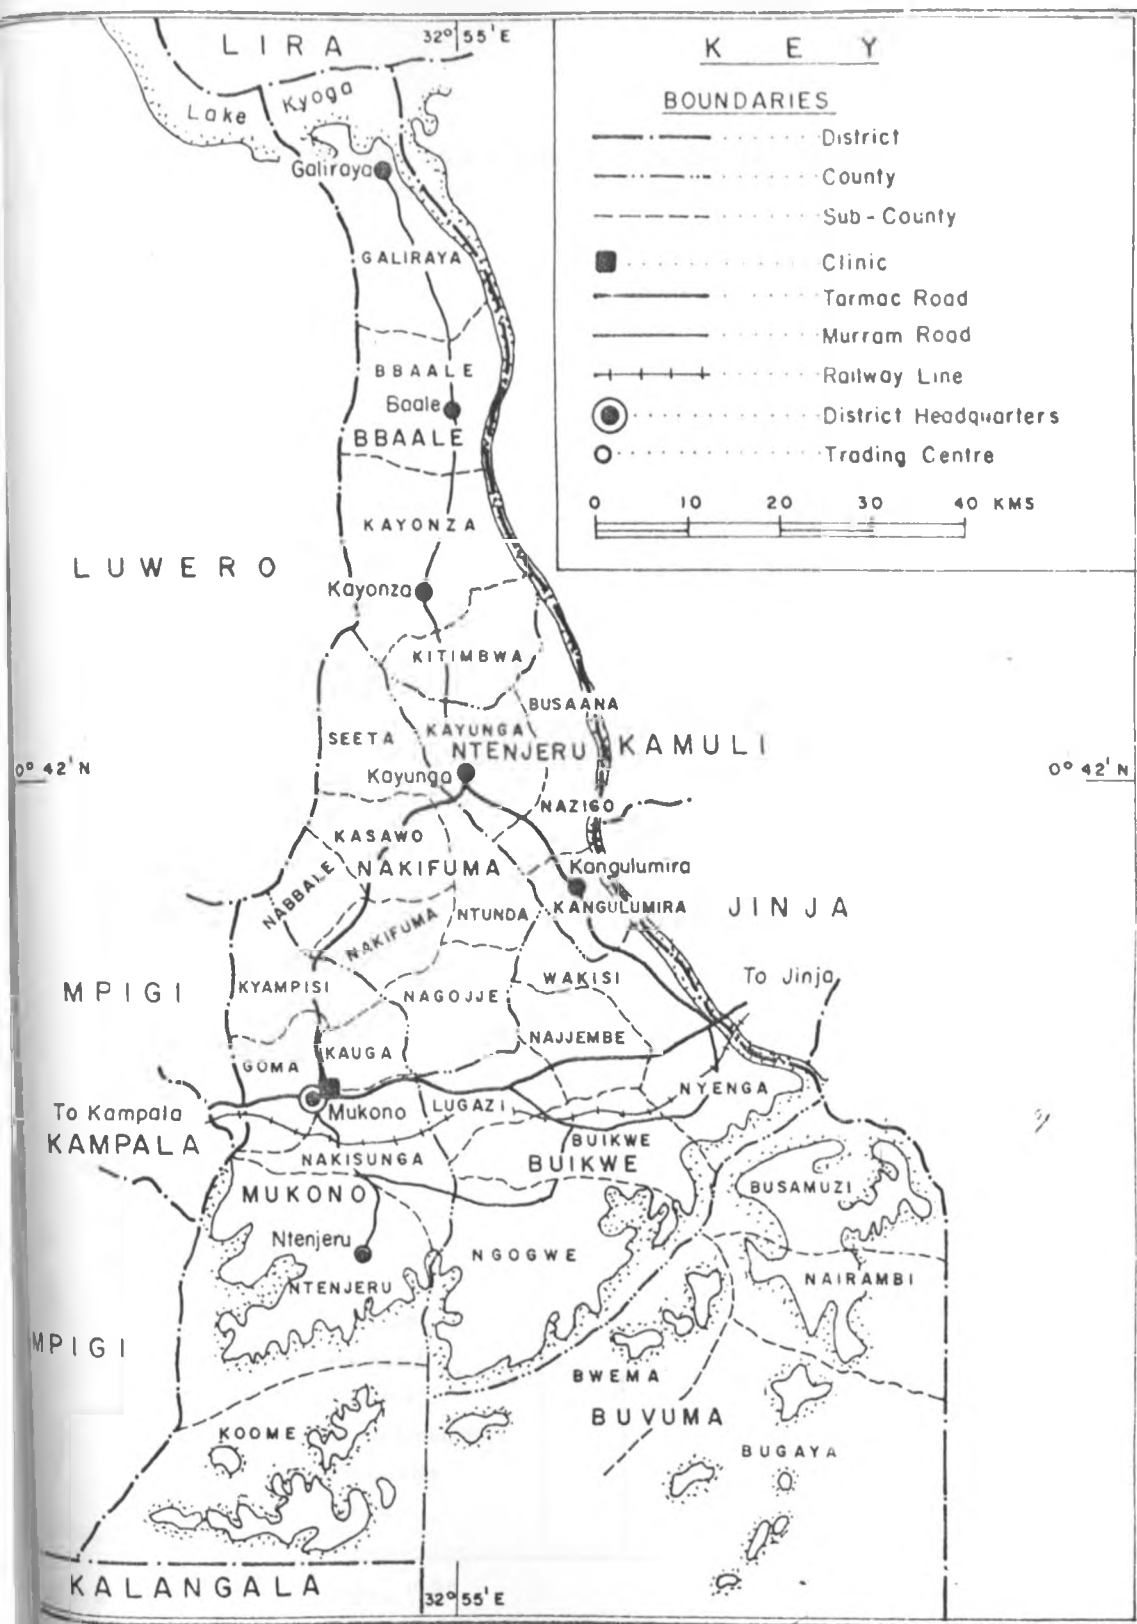 LIRA
32° 55' E
Lake Kyoga
Galiraya
GALIRAYA
BBAALE
Baale
BBAALE
KAYONZA
LUWERO
Kayonza
KITIMBWA
BUSAANA
SEETA
KAYUNGA
NTENJERU
KAMULI
0° 42' N
0° 42' N
Kayunga
NAZIGO
KASAWO
NAKIFUMA
Kangulumira
NABBALE
NTUNDA
KANGULUMIRA
JINJA
NAKIFUMA
WAKISI
To Jinja
MPIGI
KYAMPISI
NAGOJJE
NAJJEMBE
KAUGA
GOMA
NYENGA
To Kampala
Mukono
LUGAZI
KAMPALA
BUIKWE
NAKISUNGA
BUIKWE
MUKONO
BUSAMUZI
Ntenjeru
NGOGWE
NTENJERU
NAIRAMBI
MPIGI
BWEMA
BUVUMA
KOOME
BUGAYA
KALANGALA
32° 55' E
KEY
BOUNDARIES
District
County
Sub-County
Clinic
Tarmac Road
Murram Road
Railway Line
District Headquarters
Trading Centre
0 10 20 30 40 KMS